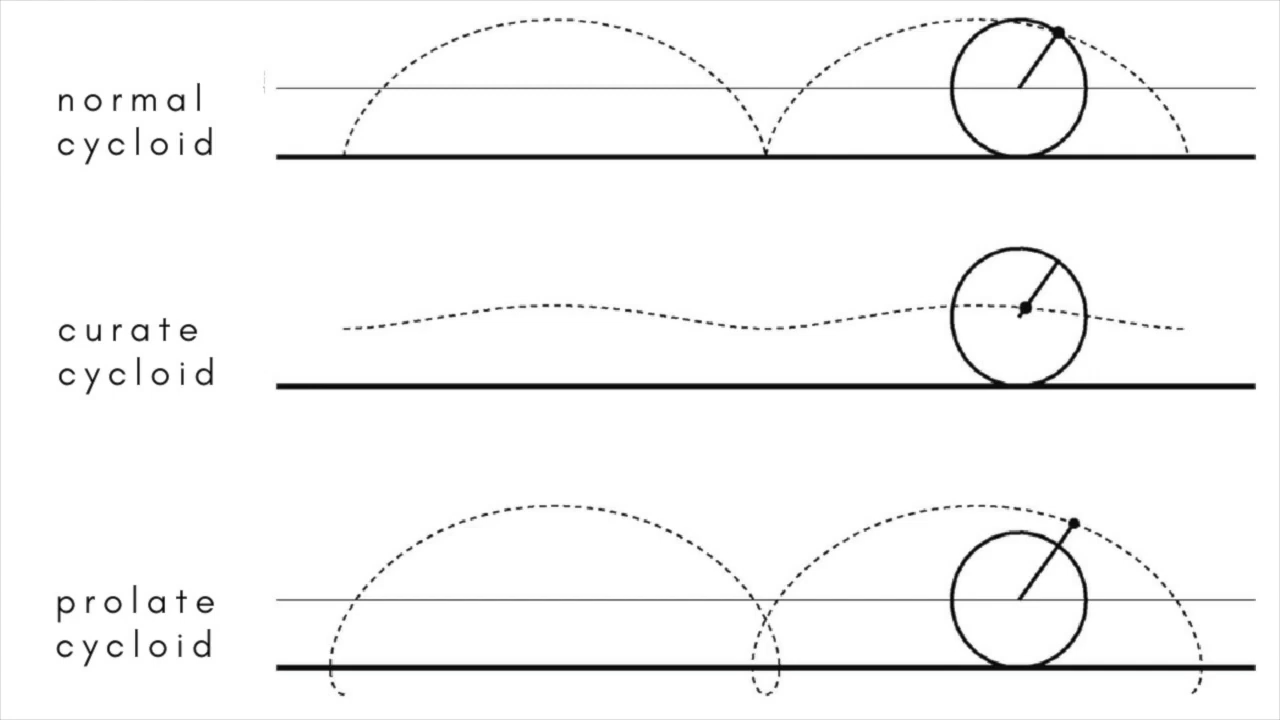 normal
cycloid
curate
cycloid
prolate
cycloid